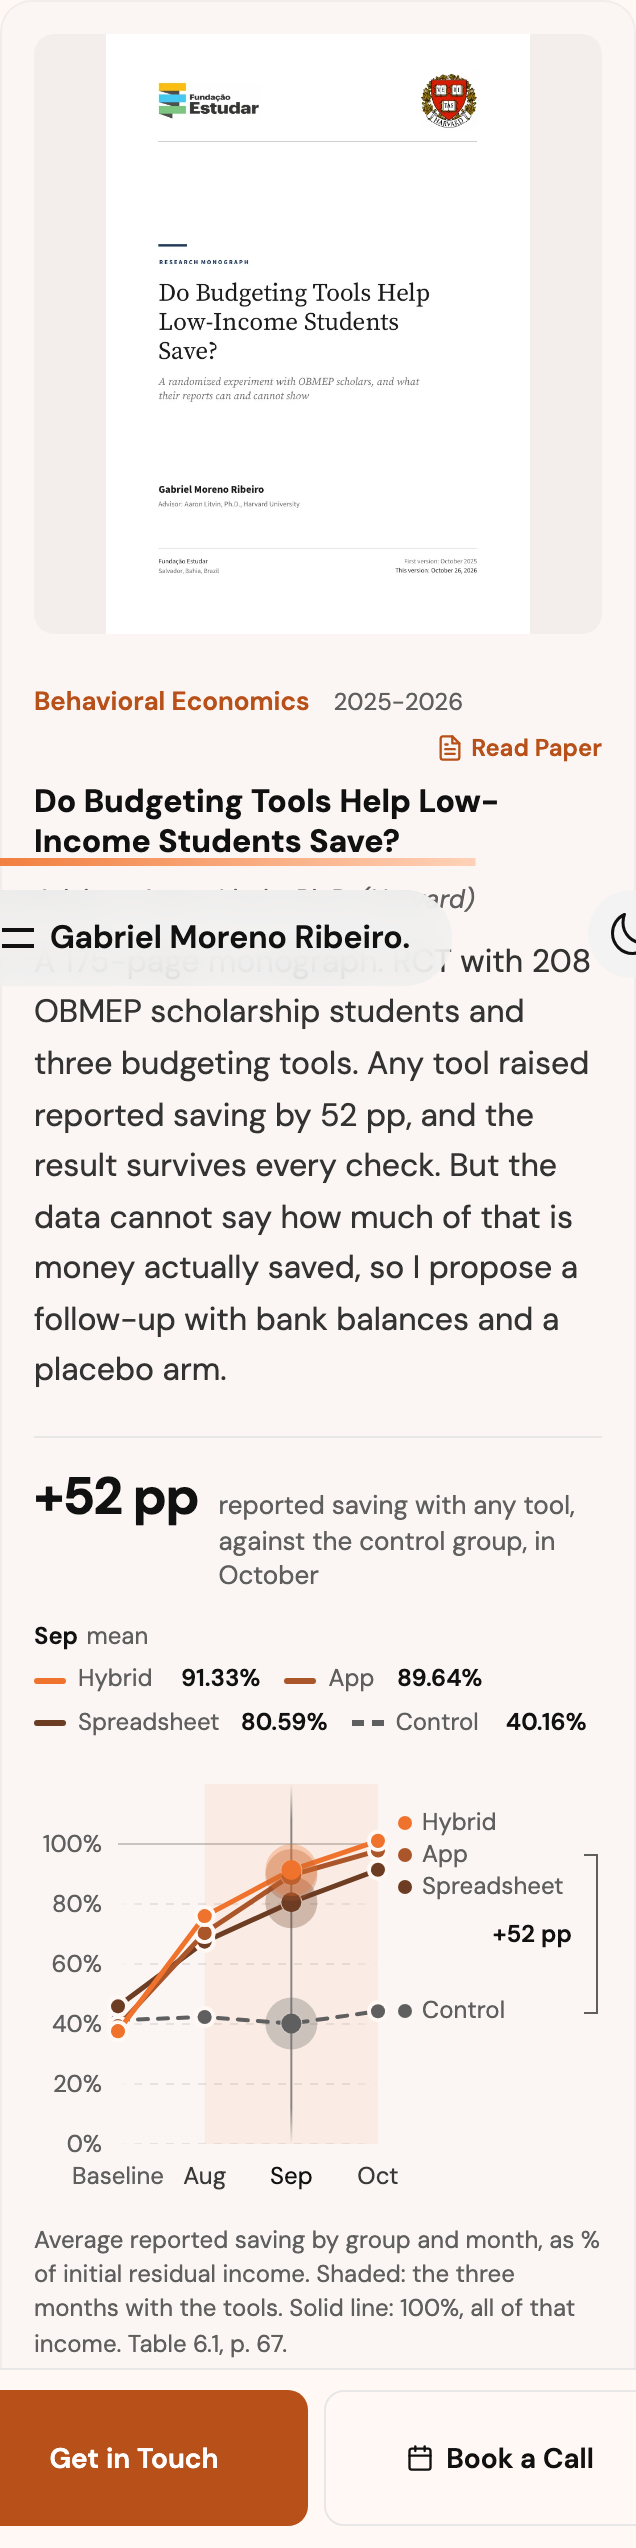 Fundação
Estudar
VE RI
TAS
HARVARD
RESEARCH MONOGRAPH
Do Budgeting Tools Help
Low-Income Students
Save?
A randomized experiment with OBMEP scholars, and what
their reports can and cannot show
Gabriel Moreno Ribeiro
Advisor: Aaron Litvin, Ph.D., Harvard University
Fundação Estudar
Salvador, Bahia, Brazil
First version: October 2025
This version: October 26, 2026
Behavioral Economics 2025-2026
Read Paper
Do Budgeting Tools Help Low-
Income Students Save?
Gabriel Moreno Ribeiro.
A 175-page monograph. RCT with 208
OBMEP scholarship students and
three budgeting tools. Any tool raised
reported saving by 52 pp, and the
result survives every check. But the
data cannot say how much of that is
money actually saved, so I propose a
follow-up with bank balances and a
placebo arm.
+52 pp
reported saving with any tool,
against the control group, in
October
Sep mean
Hybrid 91.33% App 89.64%
Spreadsheet 80.59% Control 40.16%
Hybrid
100%
App
Spreadsheet
80%
+52 pp
60%
Control
40%
20%
0%
Baseline Aug Sep Oct
Average reported saving by group and month, as %
of initial residual income. Shaded: the three
months with the tools. Solid line: 100%, all of that
income. Table 6.1, p. 67.
Get in Touch
Book a Call